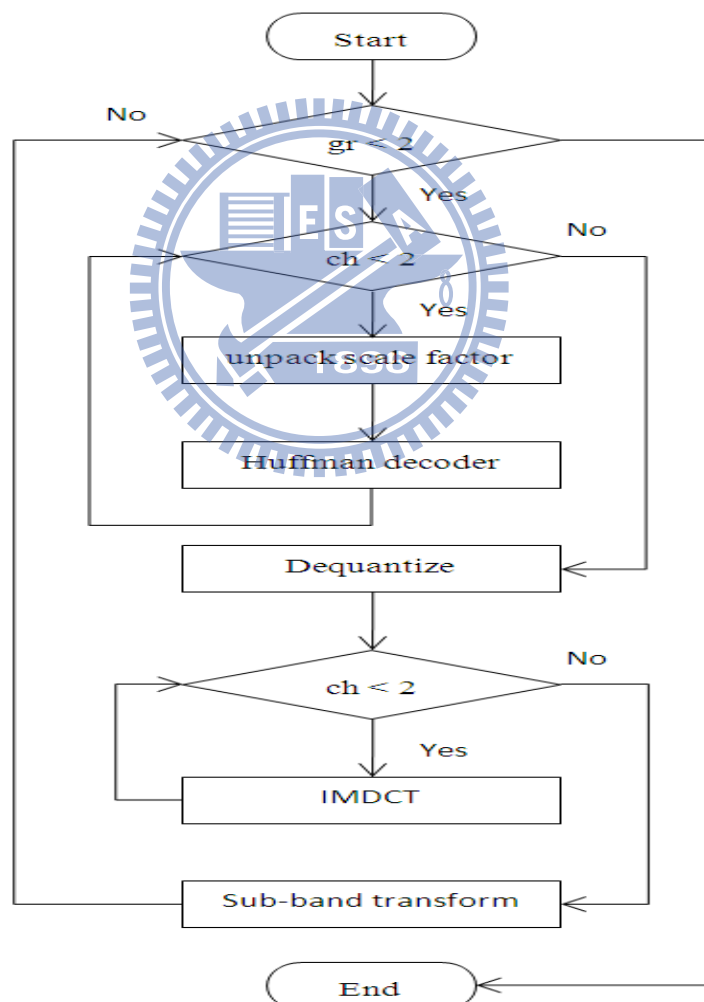 Start
No
gr < 2
Yes
E S A
No
ch < 2
Yes
unpack scale factor
1896
Huffman decoder
Dequantize
No
ch < 2
Yes
IMDCT
Sub-band transform
End